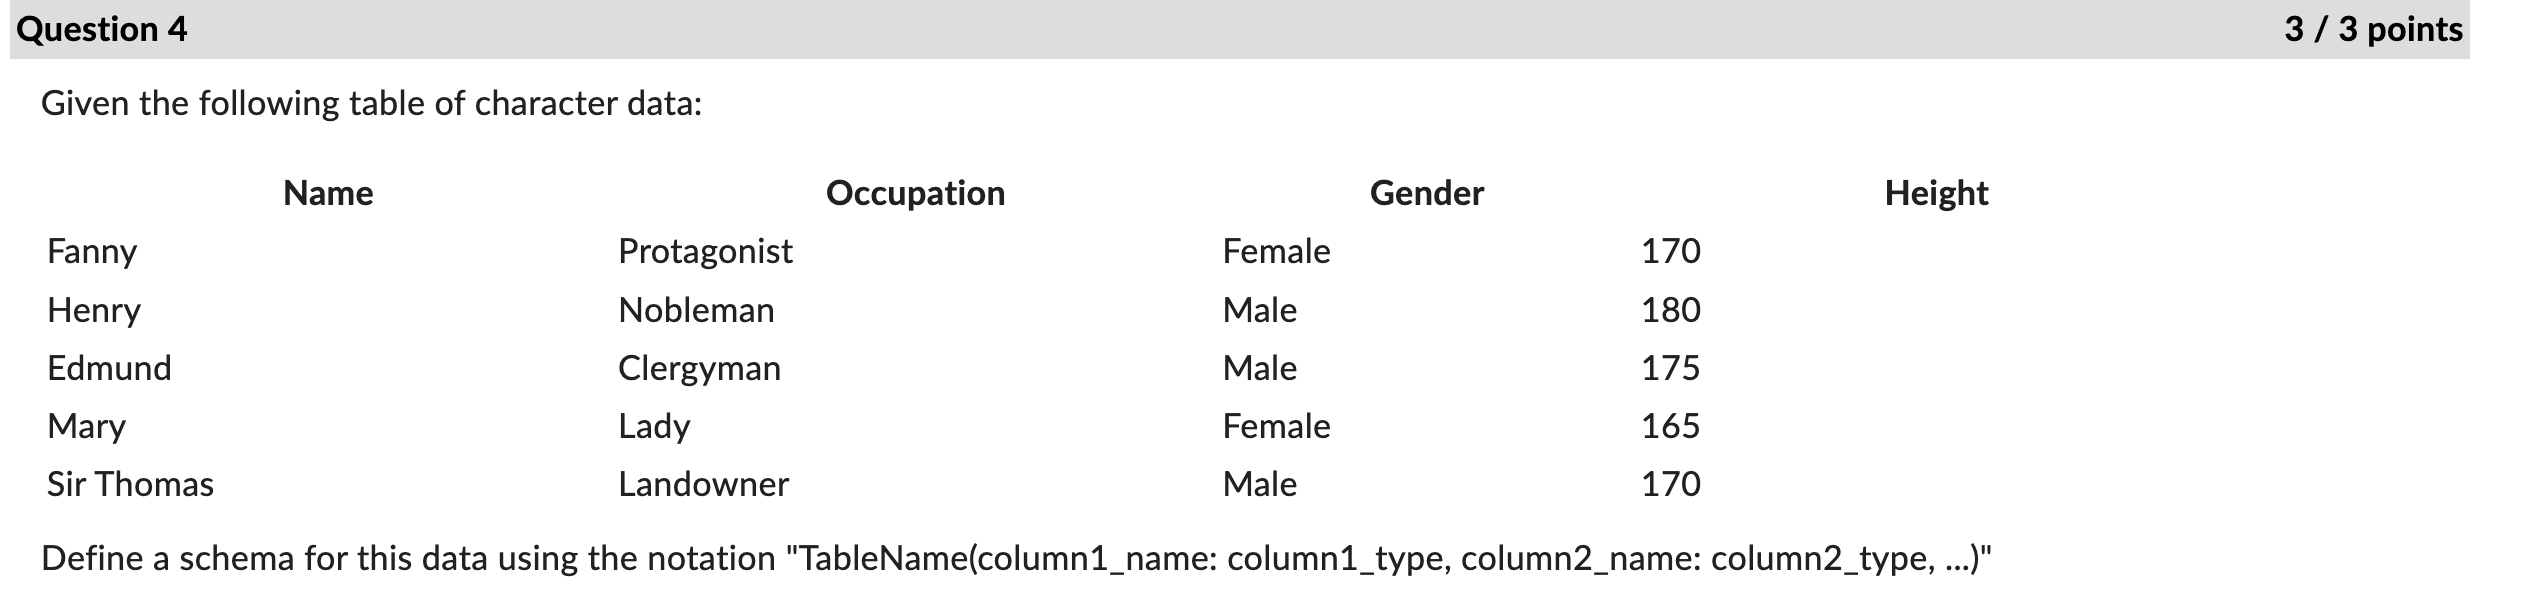 Question 4 3 / 3 points
Given the following table of character data:
Name Occupation Gender Height
Fanny Protagonist Female 170
Henry Nobleman Male 180
Edmund Clergyman Male 175
Mary Lady Female 165
Sir Thomas Landowner Male 170
Define a schema for this data using the notation "TableName(column1_name: column1_type, column2_name: column2_type, ...)"